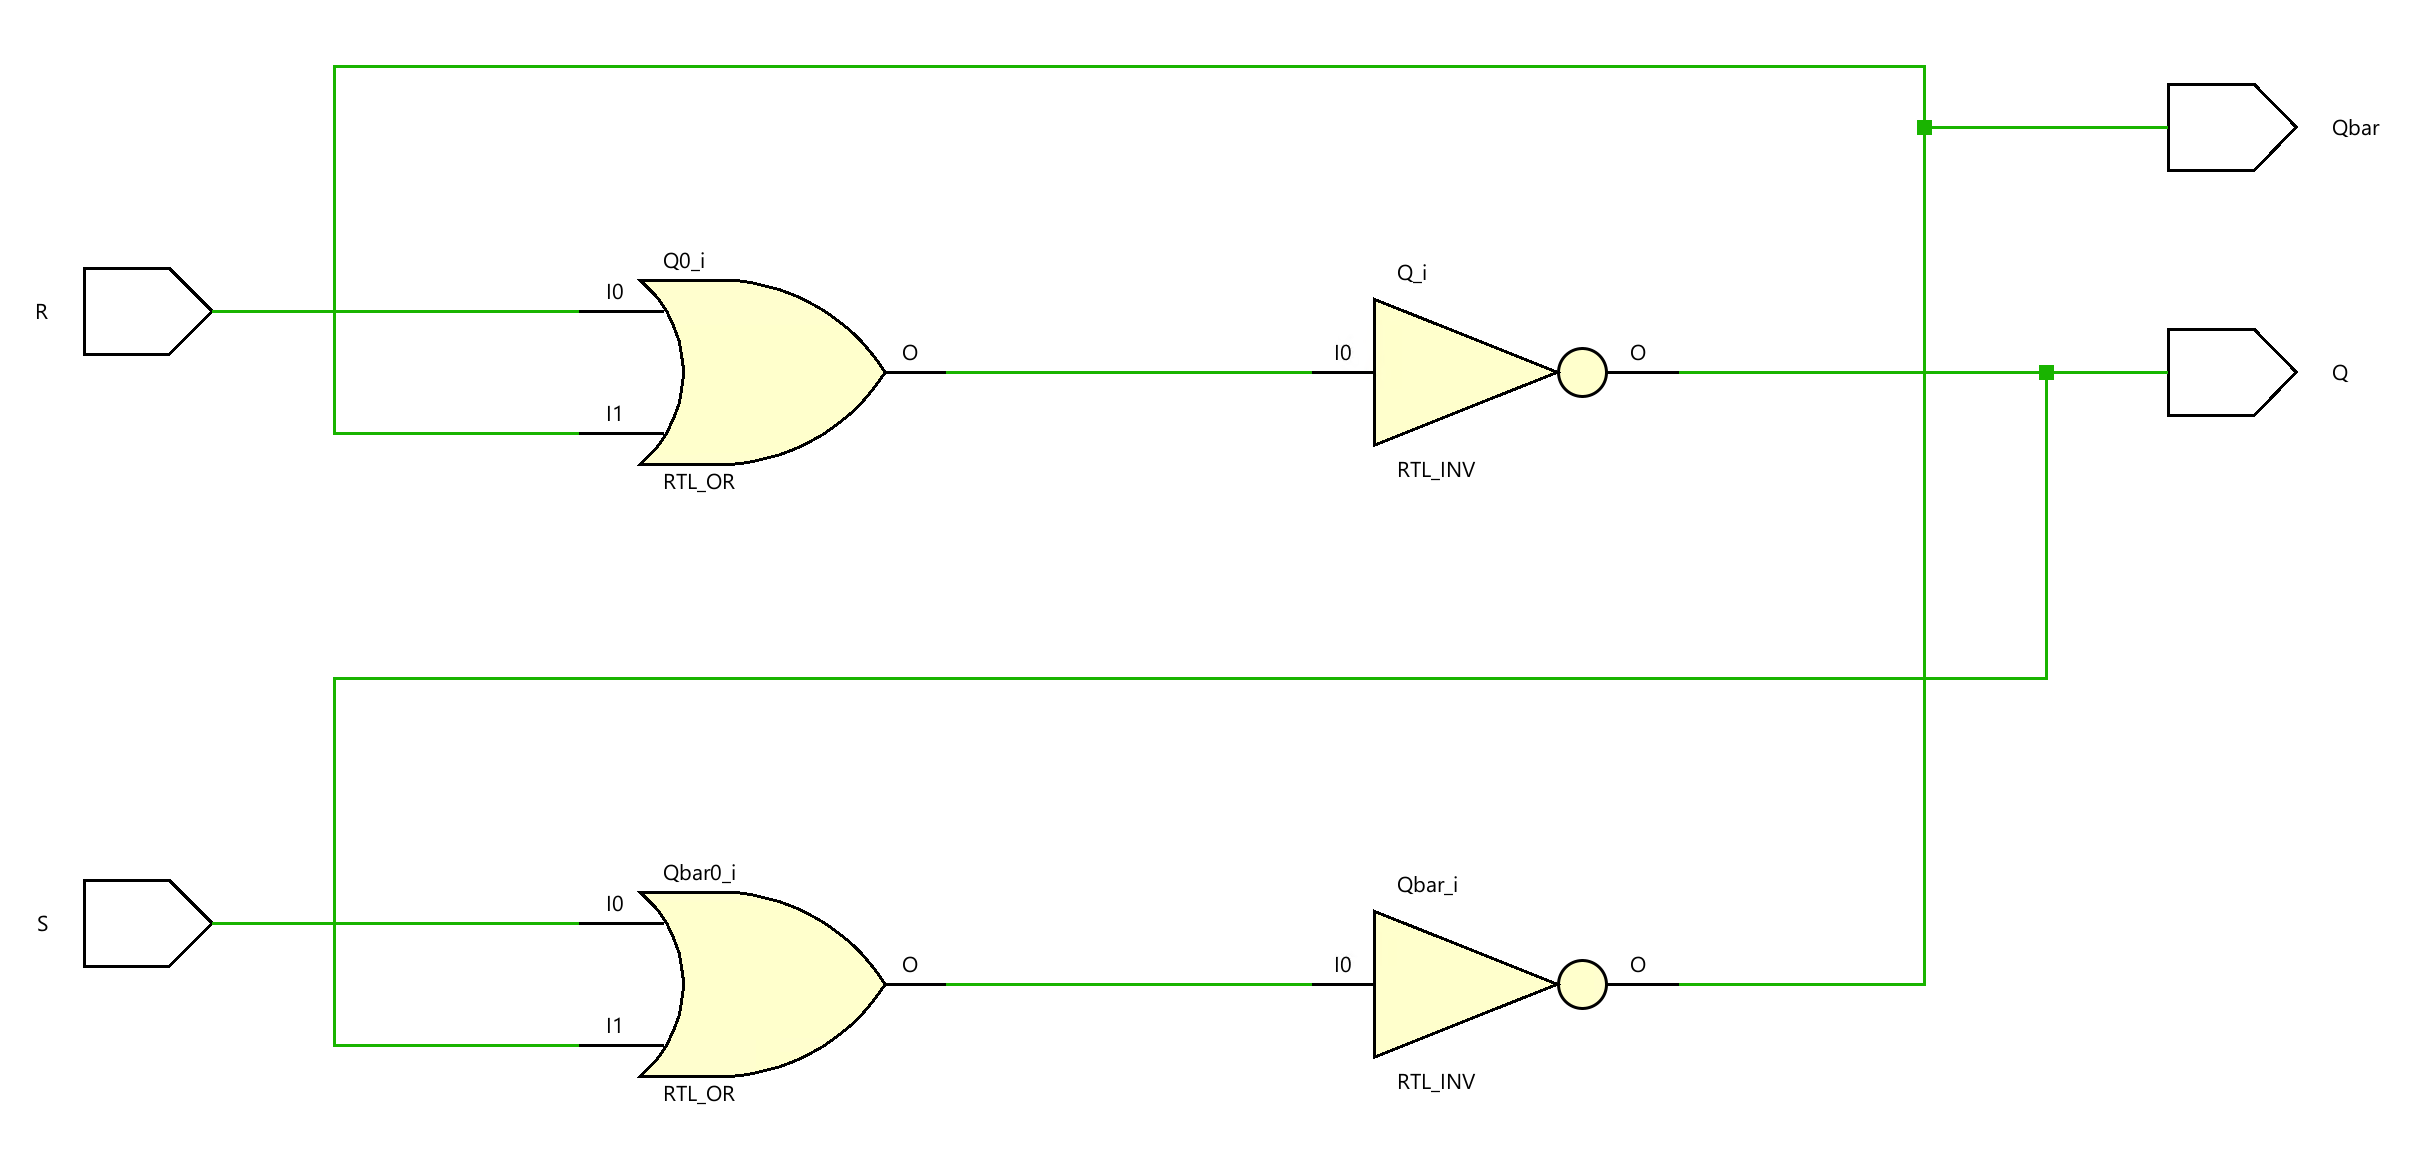 Qbar
Q0_i
Q_i
I0
R
O
I0
O
Q
I1
RTL_INV
RTL_OR
Qbar0_i
Qbar_i
I0
S
O
I0
O
I1
RTL_INV
RTL_OR